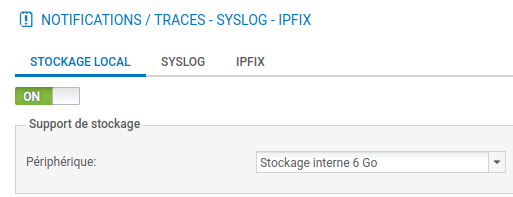 NOTIFICATIONS / TRACES - SYSLOG - IPFIX
STOCKAGE LOCAL SYSLOG IPFIX
ON
Support de stockage
Périphérique: Stockage interne 6 Go